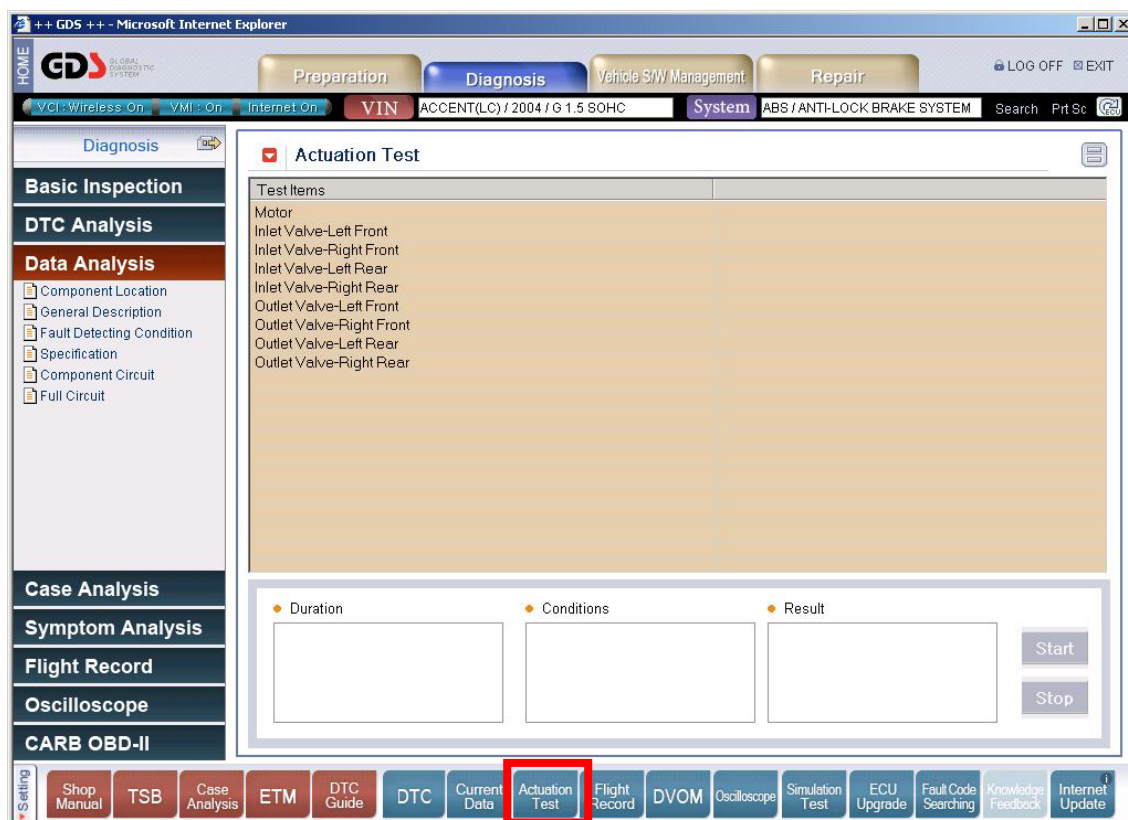 ++ GDS ++ - Microsoft Internet Explorer
HOME
GDS GLOBAL DIAGNOSTIC SYSTEM
Preparation
Diagnosis
Vehicle S/W Management
Repair
LOG OFF
EXIT
VCI : Wireless On
VMI : On
Internet On
VIN
ACCENT(LC) / 2004 / G 1.5 SOHC
System
ABS / ANTI-LOCK BRAKE SYSTEM
Search
Prt Sc
ECU
Diagnosis
Basic Inspection
DTC Analysis
Data Analysis
Component Location
General Description
Fault Detecting Condition
Specification
Component Circuit
Full Circuit
Case Analysis
Symptom Analysis
Flight Record
Oscilloscope
CARB OBD-II
Actuation Test
Test Items
Motor
Inlet Valve-Left Front
Inlet Valve-Right Front
Inlet Valve-Left Rear
Inlet Valve-Right Rear
Outlet Valve-Left Front
Outlet Valve-Right Front
Outlet Valve-Left Rear
Outlet Valve-Right Rear
Duration
Conditions
Result
Start
Stop
Setting
Shop
Manual
TSB
Case
Analysis
ETM
DTC
Guide
DTC
Current
Data
Actuation
Test
Flight
Record
DVOM
Oscilloscope
Simulation
Test
ECU
Upgrade
Fault Code
Searching
Knowledge
Feedback
Internet
Update